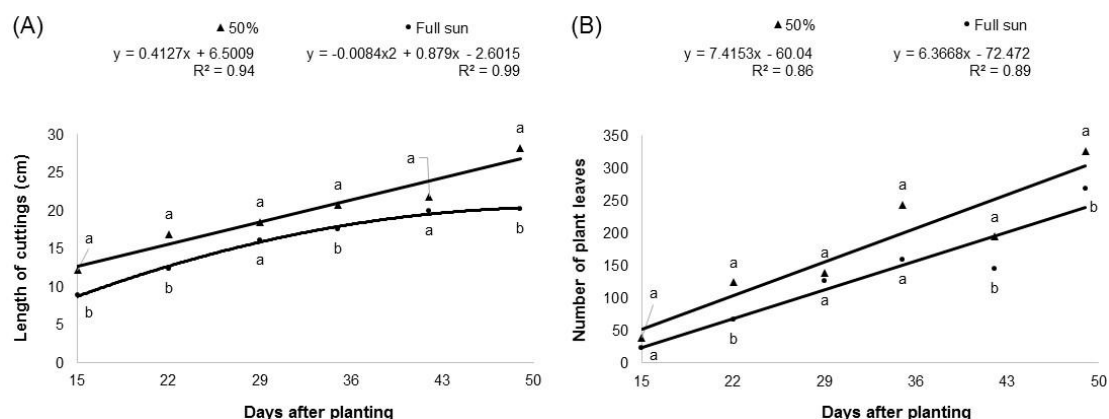 (A)
▲ 50%
● Full sun
y = 0.4127x + 6.5009
R² = 0.94
y = -0.0084x2 + 0.879x - 2.6015
R² = 0.99
Length of cuttings (cm)
30
25
20
15
10
5
0
a
a
a
a
a
a
b
b
a
b
a
b
15 22 29 36 43 50
Days after planting
(B)
▲ 50%
● Full sun
y = 7.4153x - 60.04
R² = 0.86
y = 6.3668x - 72.472
R² = 0.89
Number of plant leaves
350
300
250
200
150
100
50
0
a
a
a
a
a
a
a
b
a
a
b
b
15 22 29 36 43 50
Days after planting